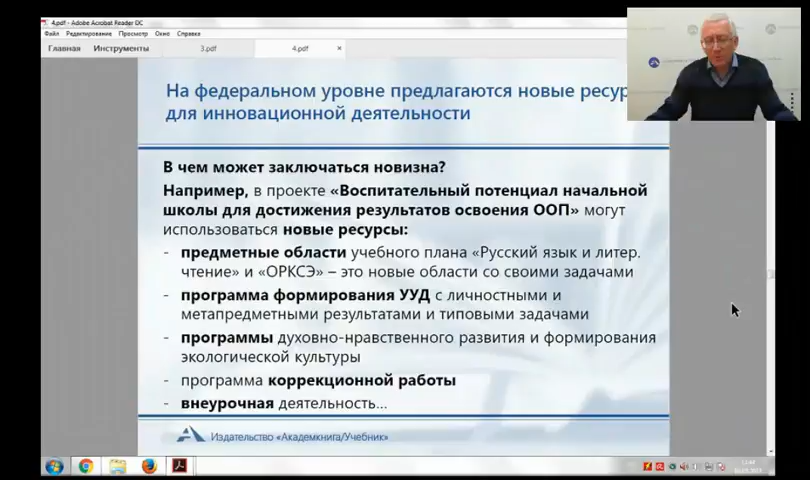 4.pdf - Adobe Acrobat Reader DC
Файл Редактирование Просмотр Окно Справка
Главная Инструменты 3.pdf 4.pdf ×
На федеральном уровне предлагаются новые
для инновационной деятельности
В чем может заключаться новизна?
Например, в проекте «Воспитательный потенциал начальной
школы для достижения результатов освоения ООП» могут
использоваться новые ресурсы:
- предметные области учебного плана «Русский язык и литер.
чтение» и «ОРКСЭ» – это новые области со своими задачами
- программа формирования УУД с личностными и
метапредметными результатами и типовыми задачами
- программы духовно-нравственного развития и формирования
экологической культуры
- программа коррекционной работы
- внеурочная деятельность...
Издательство «Академкнига/Учебник»